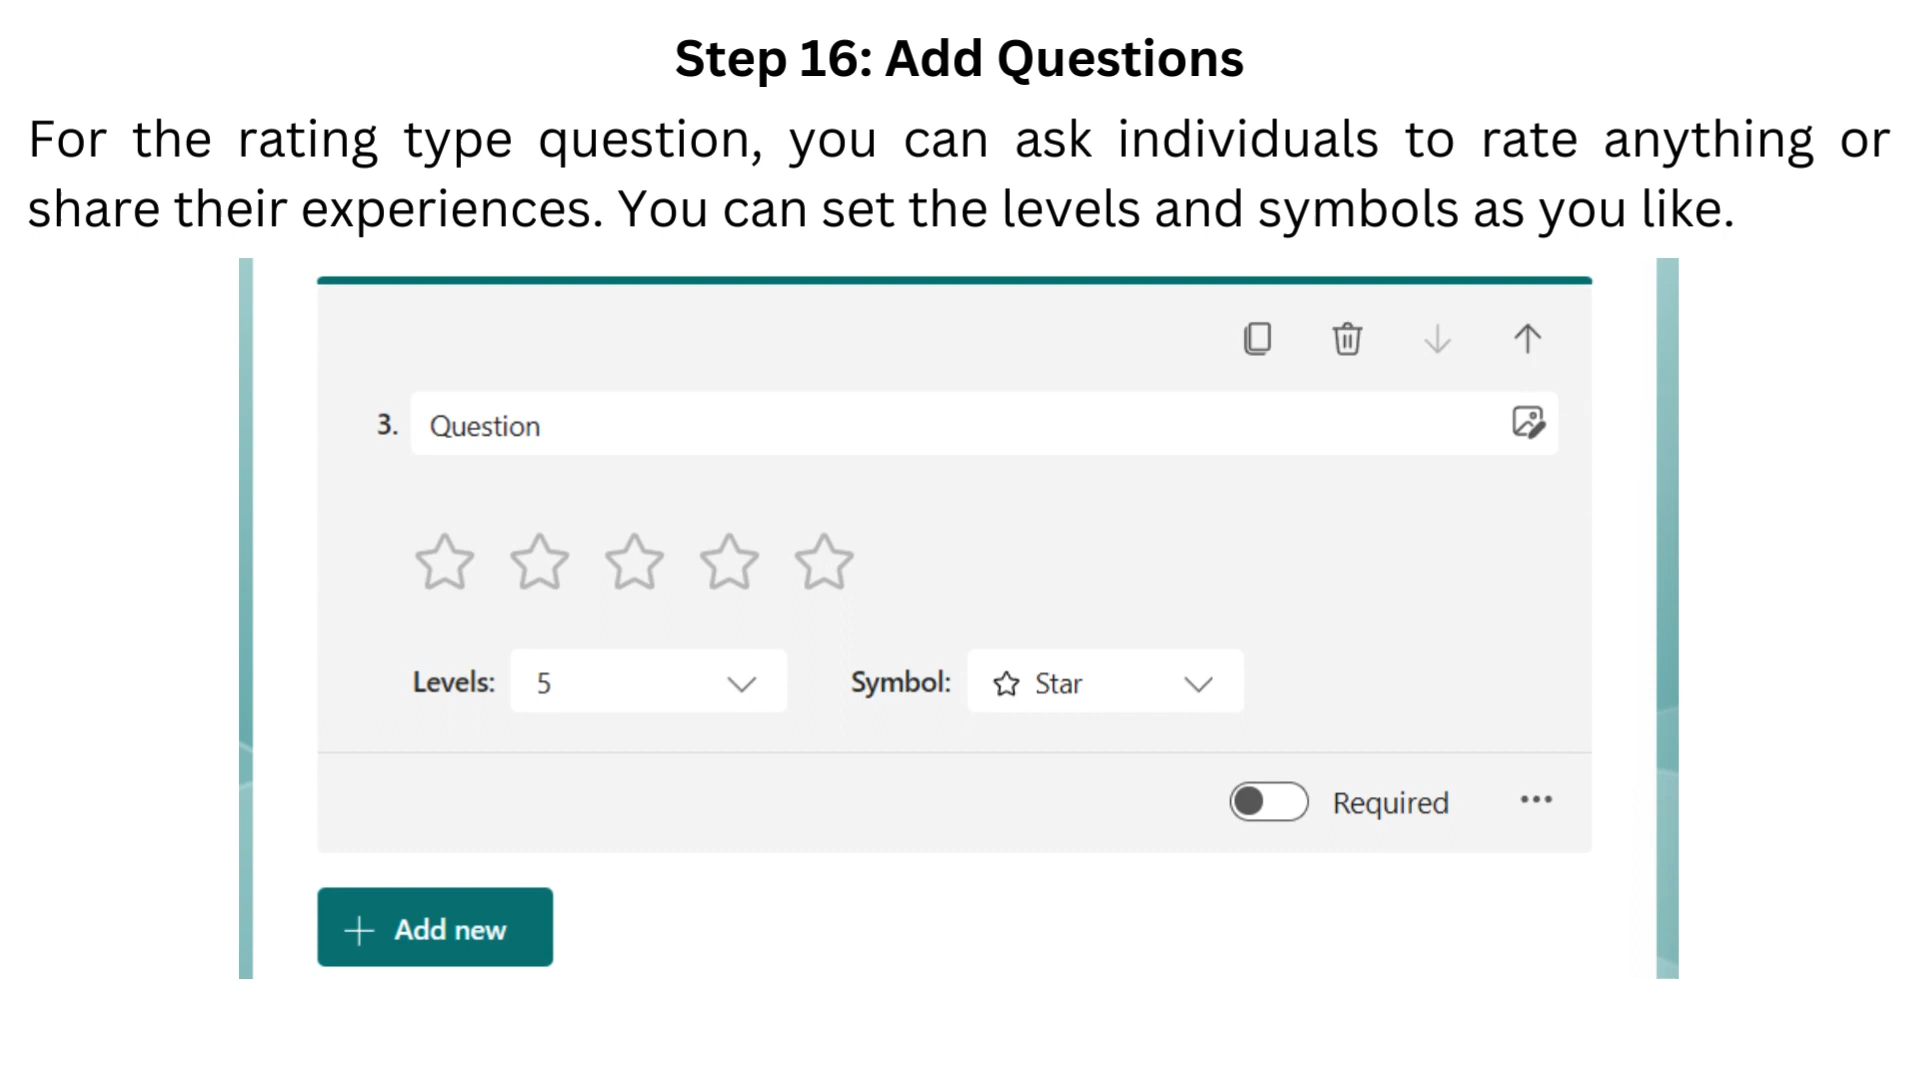 Step 16: Add Questions
For the rating type question, you can ask individuals to rate anything or
share their experiences. You can set the levels and symbols as you like.
3. Question
Levels: 5 Symbol: Star
Required
Add new